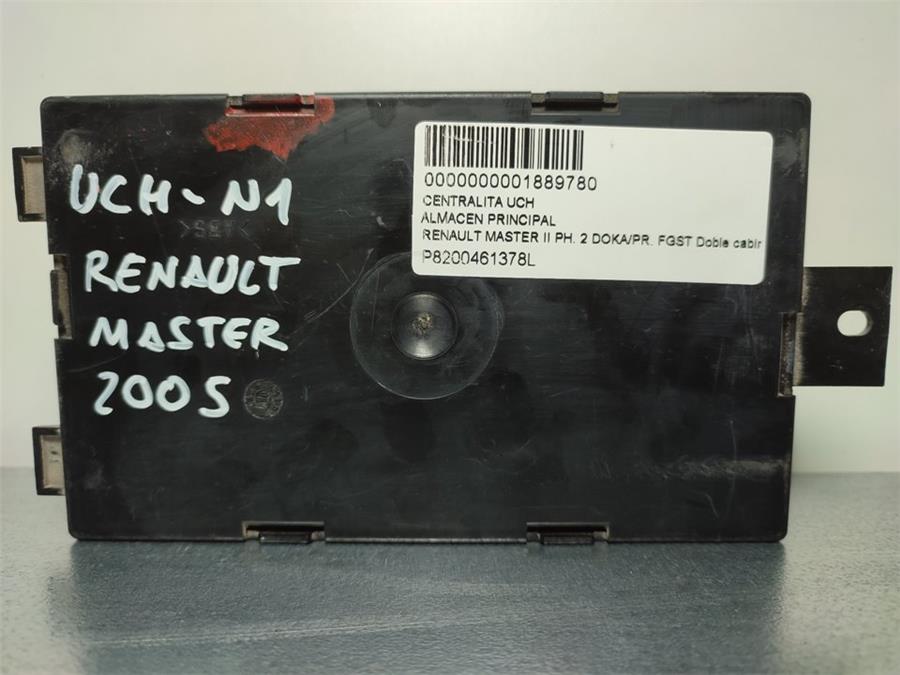 UCH-N1
RENAULT
MASTER
2005
>ABS<
0000000001889780
CENTRALITA UCH
ALMACEN PRINCIPAL
RENAULT MASTER II PH. 2 DOKA/PR. FGST Doble cabir
P8200461378L